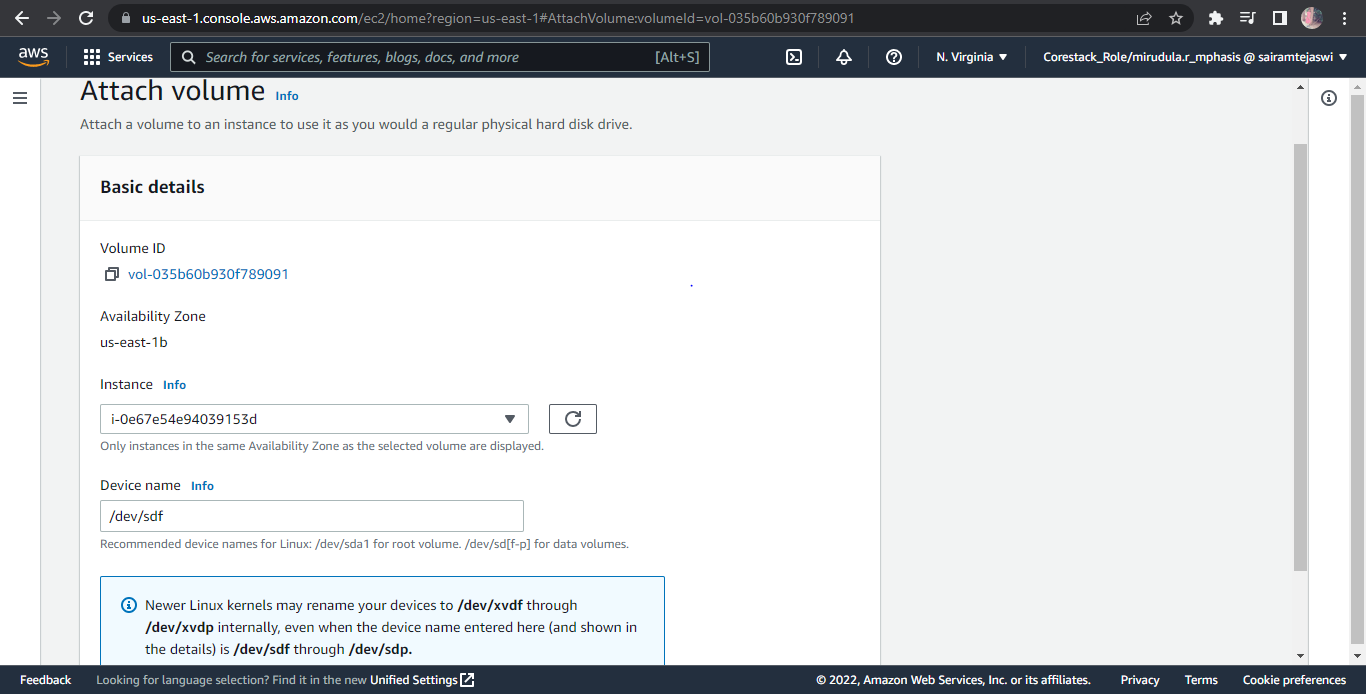 us-east-1.console.aws.amazon.com/ec2/home?region=us-east-1#AttachVolume:volumeId=vol-035b60b930f789091
aws
Services
Search for services, features, blogs, docs, and more
[Alt+S]
N. Virginia
Corestack_Role/mirudula.r_mphasis @ sairamtejaswi
Attach volume Info
Attach a volume to an instance to use it as you would a regular physical hard disk drive.
Basic details
Volume ID
vol-035b60b930f789091
Availability Zone
us-east-1b
Instance Info
i-0e67e54e94039153d
Only instances in the same Availability Zone as the selected volume are displayed.
Device name Info
/dev/sdf
Recommended device names for Linux: /dev/sda1 for root volume. /dev/sd[f-p] for data volumes.
Newer Linux kernels may rename your devices to /dev/xvdf through
/dev/xvdp internally, even when the device name entered here (and shown in
the details) is /dev/sdf through /dev/sdp.
Feedback
Looking for language selection? Find it in the new Unified Settings
© 2022, Amazon Web Services, Inc. or its affiliates.
Privacy
Terms
Cookie preferences